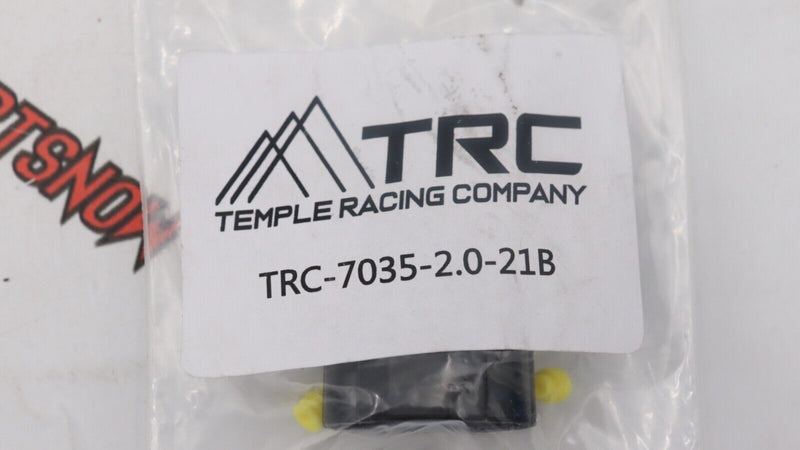 TRC
TEMPLE RACING COMPANY
TRC-7035-2.0-21B